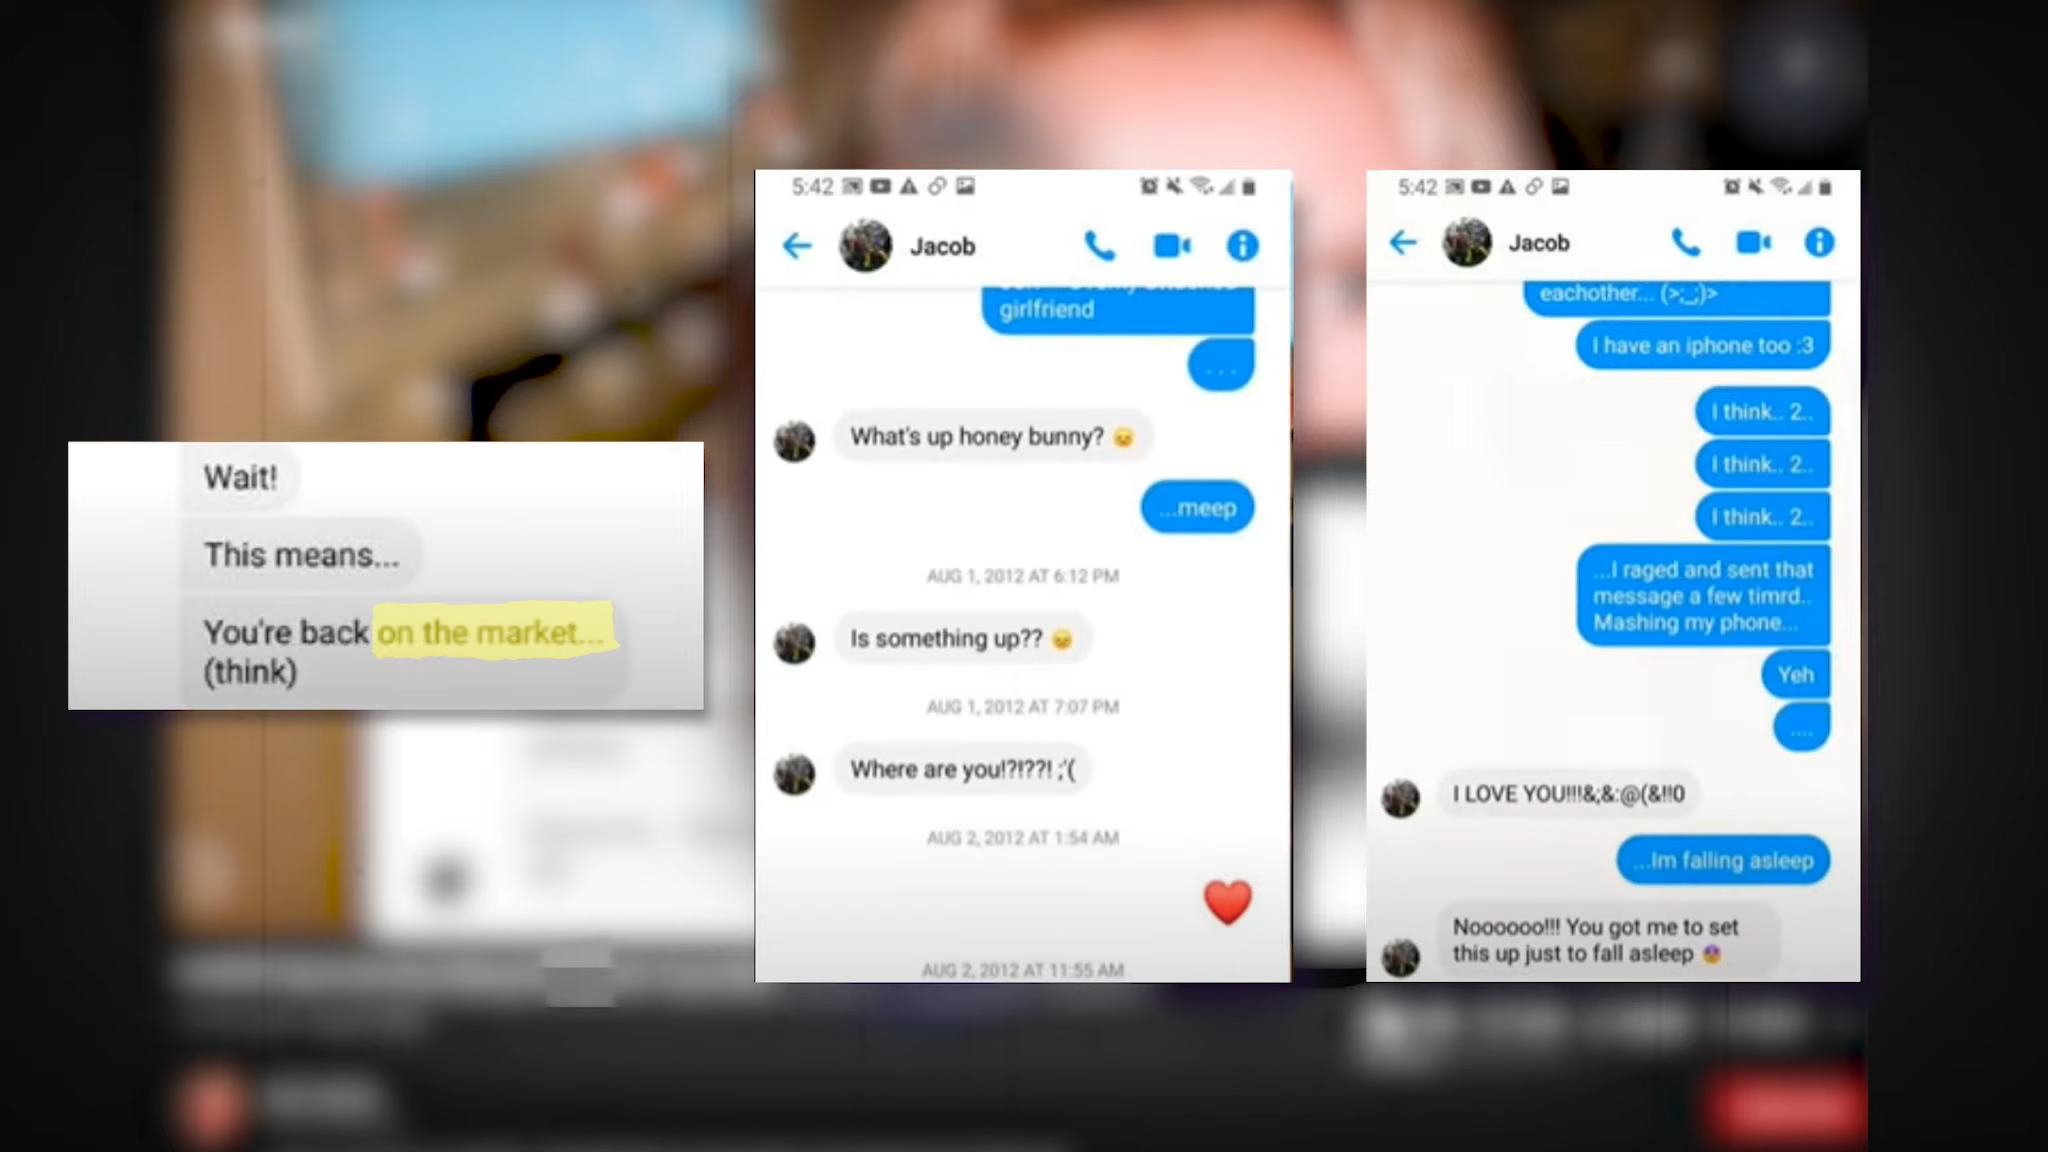 Wait!
This means...
You're back on the market...
(think)
5:42
Jacob
girlfriend
...
What's up honey bunny?
...meep
AUG 1, 2012 AT 6:12 PM
Is something up??
AUG 1, 2012 AT 7:07 PM
Where are you!?!??! ;'(
AUG 2, 2012 AT 1:54 AM
AUG 2, 2012 AT 11:55 AM
5:42
Jacob
eachother... (>;_;)>
I have an iphone too :3
I think.. 2..
I think.. 2..
I think.. 2..
...I raged and sent that
message a few timrd..
Mashing my phone...
Yeh
....
I LOVE YOU!!!&;&:@(&!!0
...Im falling asleep
Noooooo!!! You got me to set
this up just to fall asleep